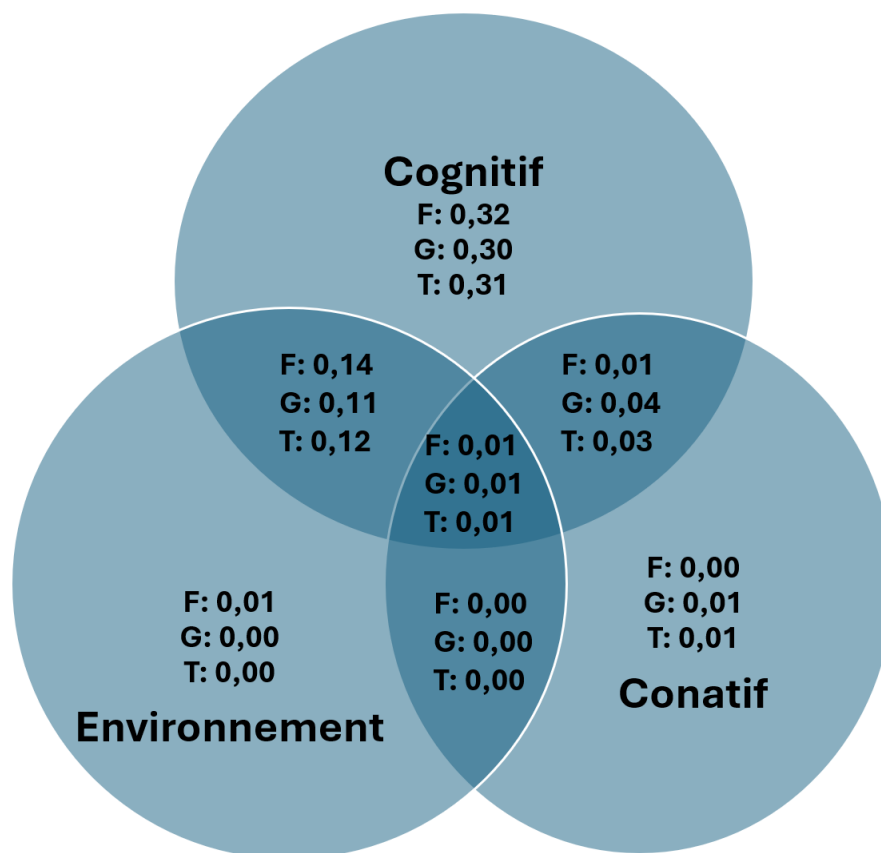 Cognitif
F: 0,32
G: 0,30
T: 0,31
F: 0,14
G: 0,11
T: 0,12
F: 0,01
G: 0,04
T: 0,03
F: 0,01
G: 0,01
T: 0,01
F: 0,01
G: 0,00
T: 0,00
Environnement
F: 0,00
G: 0,00
T: 0,00
F: 0,00
G: 0,01
T: 0,01
Conatif